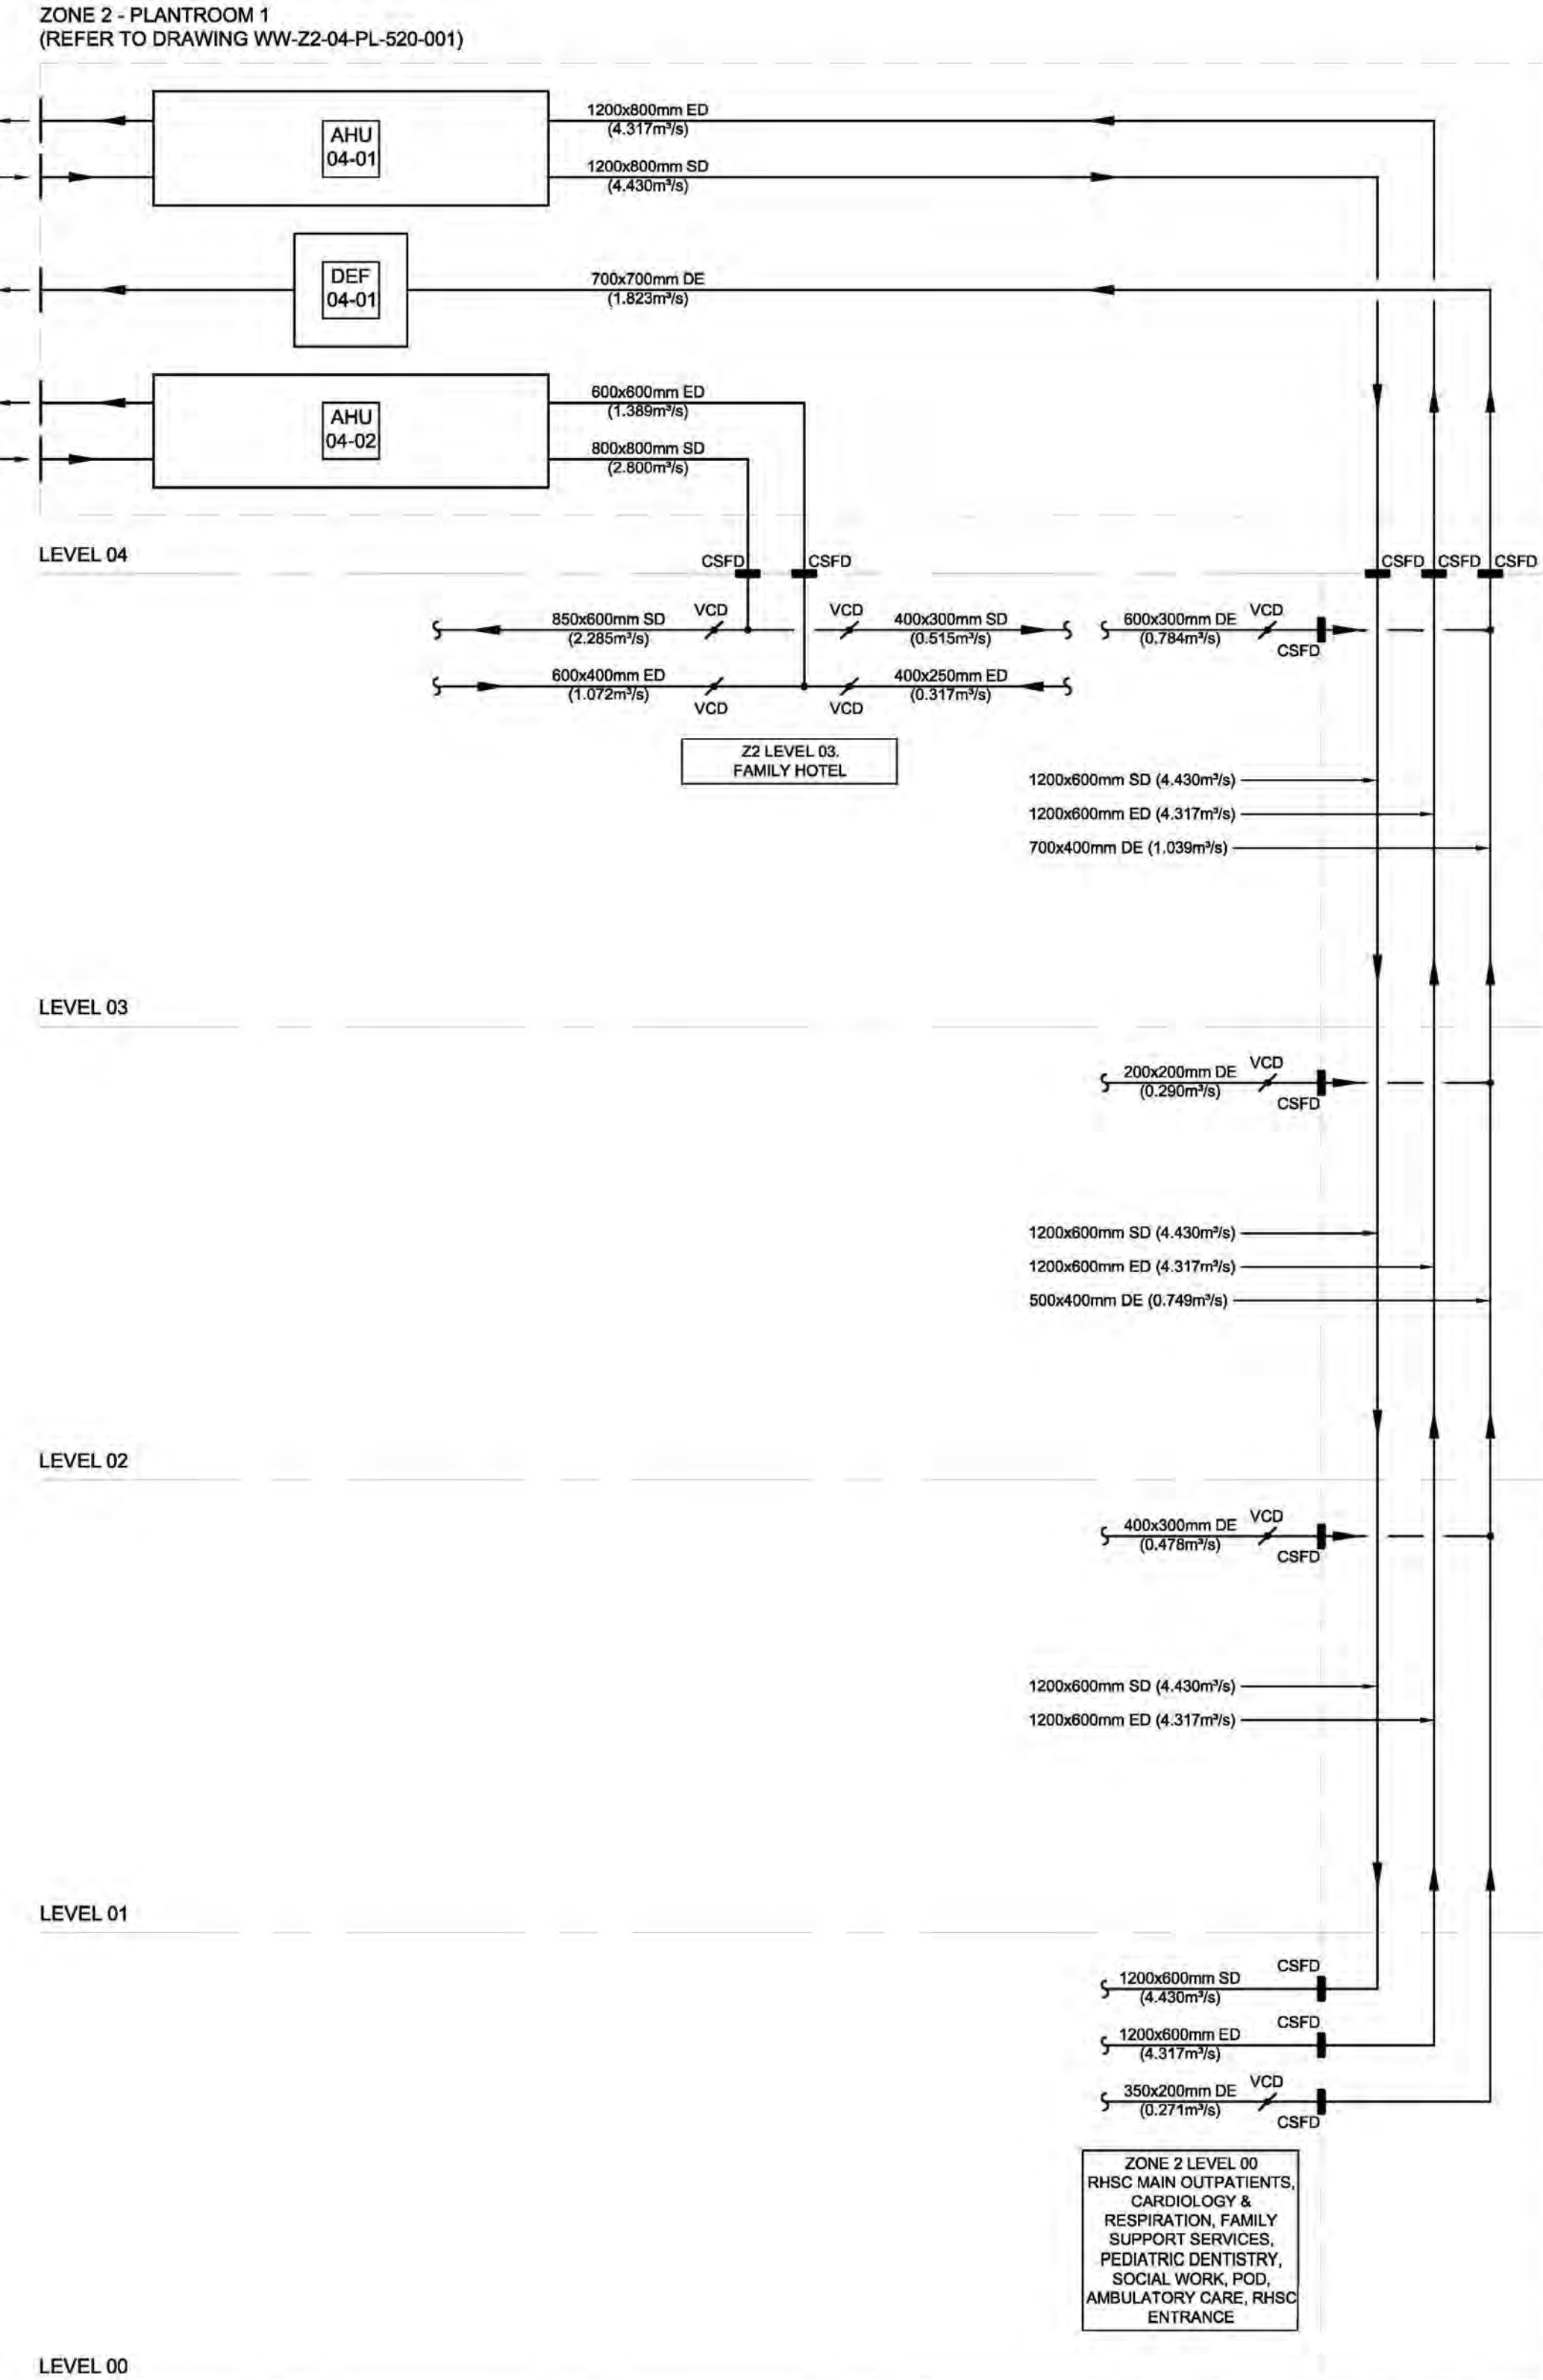 ZONE 2 - PLANTROOM 1
(REFER TO DRAWING WW-Z2-04-PL-520-001)
AHU
04-01
1200x800mm ED
(4.317m³/s)
1200x800mm SD
(4.430m³/s)
DEF
04-01
700x700mm DE
(1.823m³/s)
AHU
04-02
600x600mm ED
(1.389m³/s)
800x800mm SD
(2.800m³/s)
LEVEL 04
CSFD
CSFD
CSFD
CSFD
CSFD
850x600mm SD
(2.285m³/s)
VCD
VCD
400x300mm SD
(0.515m³/s)
600x300mm DE
(0.784m³/s)
VCD
CSFD
600x400mm ED
(1.072m³/s)
VCD
VCD
400x250mm ED
(0.317m³/s)
Z2 LEVEL 03.
FAMILY HOTEL
1200x600mm SD (4.430m³/s)
1200x600mm ED (4.317m³/s)
700x400mm DE (1.039m³/s)
LEVEL 03
200x200mm DE
(0.290m³/s)
VCD
CSFD
1200x600mm SD (4.430m³/s)
1200x600mm ED (4.317m³/s)
500x400mm DE (0.749m³/s)
LEVEL 02
400x300mm DE
(0.478m³/s)
VCD
CSFD
1200x600mm SD (4.430m³/s)
1200x600mm ED (4.317m³/s)
LEVEL 01
1200x600mm SD
(4.430m³/s)
CSFD
1200x600mm ED
(4.317m³/s)
CSFD
350x200mm DE
(0.271m³/s)
VCD
CSFD
ZONE 2 LEVEL 00
RHSC MAIN OUTPATIENTS,
CARDIOLOGY &
RESPIRATION, FAMILY
SUPPORT SERVICES,
PEDIATRIC DENTISTRY,
SOCIAL WORK, POD,
AMBULATORY CARE, RHSC
ENTRANCE
LEVEL 00